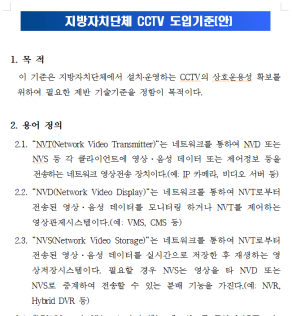 지방자치단체 CCTV 도입기준(안)
1. 목 적
이 기준은 지방자치단체에서 설치·운영하는 CCTV의 상호운용성 확보를
위하여 필요한 제반 기술기준을 정함이 목적이다.
2. 용어 정의
2.1. "NVT(Network Video Transmitter)"는 네트워크를 통하여 NVD 또는
NVS 등 각 클라이언트에 영상·음성 데이터 또는 제어정보 등을
전송하는 네트워크 영상전송 장치이다.(예: IP 카메라, 비디오 서버 등)
2.2. "NVD(Network Video Display)"는 네트워크를 통하여 NVT로부터
전송된 영상·음성 데이터를 모니터링 하거나 NVT를 제어하는
영상관제시스템이다.(예: VMS, CMS 등)
2.3. "NVS(Network Video Storage)"는 네트워크를 통하여 NVT로부터
전송된 영상·음성 데이터를 실시간으로 저장한 후 재생하는 영
상저장시스템이다. 필요할 경우 NVS는 영상을 타 NVD 또는
NVS로 중계하여 전송할 수 있는 분배 기능을 가진다.(예: NVR,
Hybrid DVR 등)